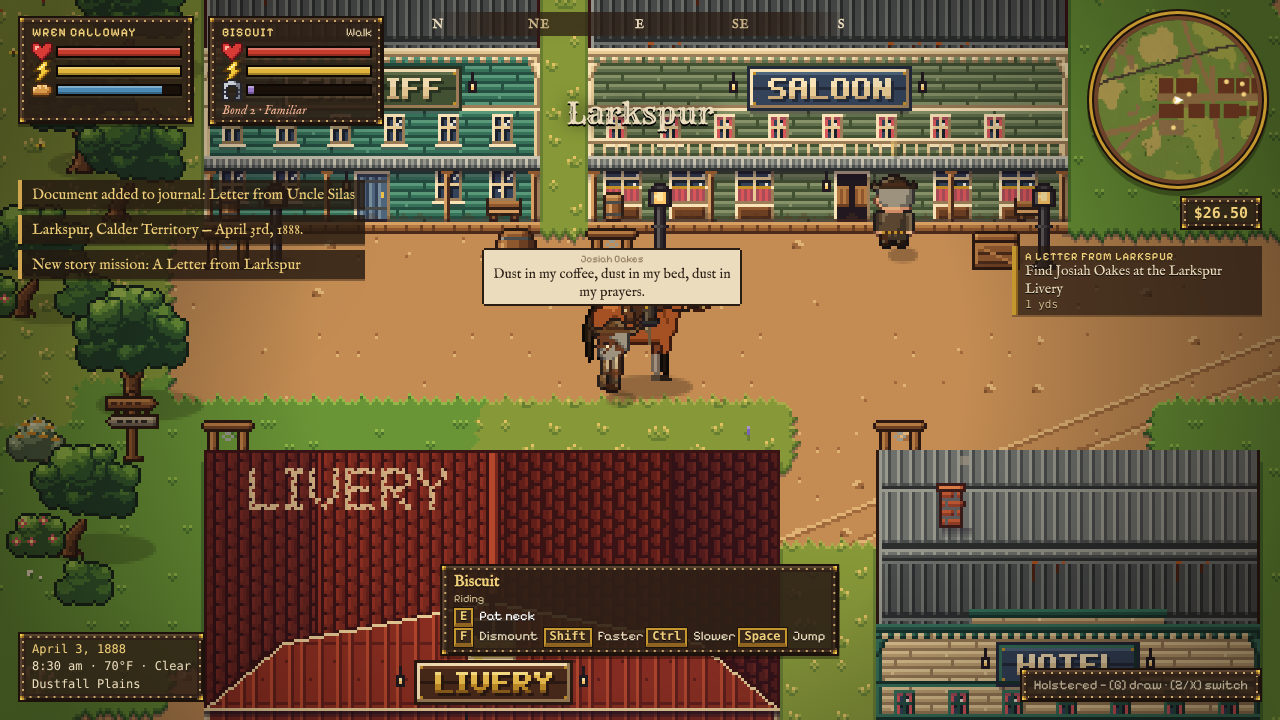 N NE E SE S
WREN CALLOWAY
BISCUIT Walk
Bond 2 · Familiar
IFF
SALOON
Larkspur
Document added to journal: Letter from Uncle Silas
Larkspur, Calder Territory — April 3rd, 1888.
New story mission: A Letter from Larkspur
$26.50
A LETTER FROM LARKSPUR
Find Josiah Oakes at the Larkspur
Livery
1 yds
Josiah Oakes
Dust in my coffee, dust in my bed, dust in
my prayers.
LIVERY
Biscuit
Riding
E Pat neck
F Dismount Shift Faster Ctrl Slower Space Jump
April 3, 1888
8:30 am · 70°F · Clear
Dustfall Plains
LIVERY
HOTEL
Holstered - (Q) draw · (Z/X) switch